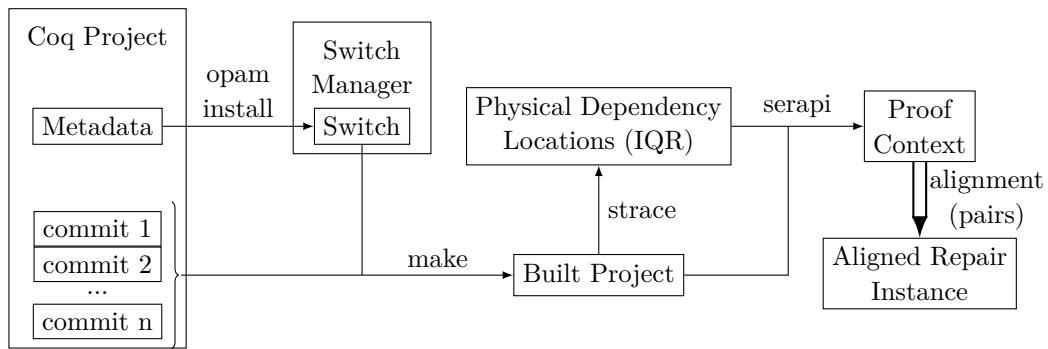 Coq Project
Metadata
commit 1
commit 2
...
commit n
opam
install
Switch
Manager
Switch
make
Physical Dependency
Locations (IQR)
strace
Built Project
serapi
Proof
Context
alignment
(pairs)
Aligned Repair
Instance